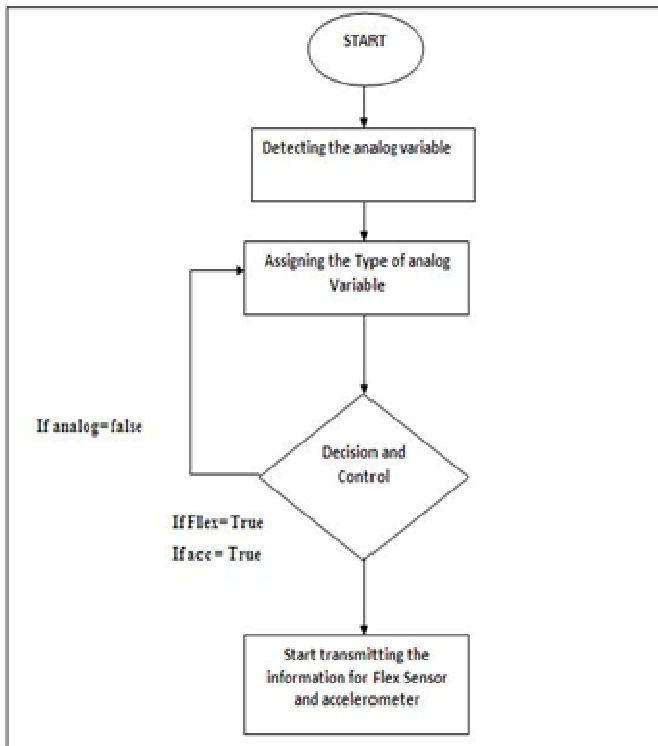 START
Detecting the analog variable
Assigning the Type of analog
Variable
If analog=false
Decision and
Control
If Flex=True
If acc = True
Start transmitting the
information for Flex Sensor
and accelerometer